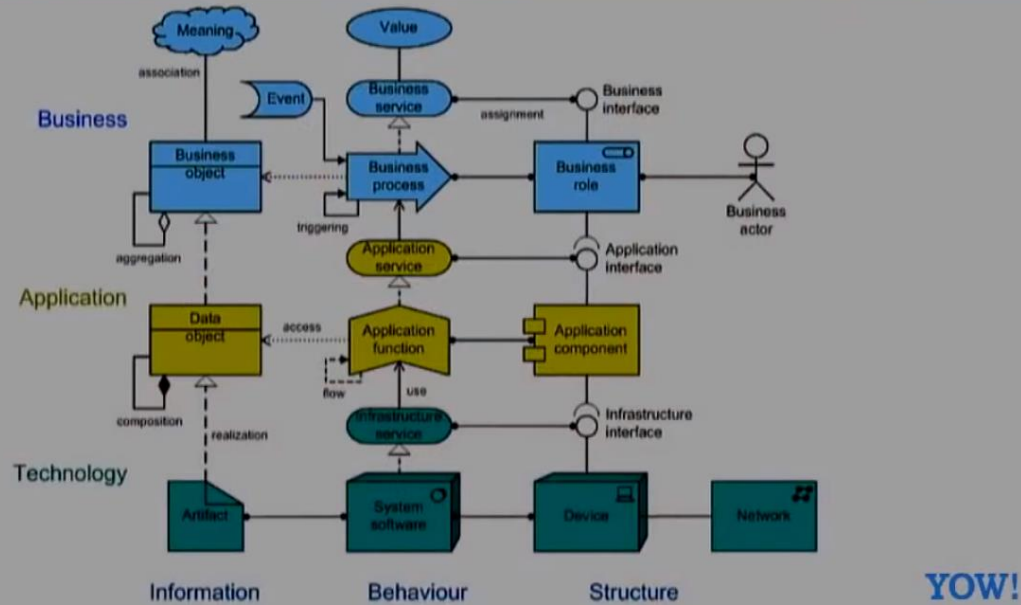 Meaning
Value
association
Event
Business
service
assignment
Business
interface
Business
Business
object
Business
process
Business
role
triggering
Business
actor
aggregation
Application
service
Application
interface
Application
Data
object
access
Application
function
Application
component
flow
use
composition
realization
Infrastructure
service
Infrastructure
interface
Technology
Artifact
System
software
Device
Network
Information
Behaviour
Structure
YOW!